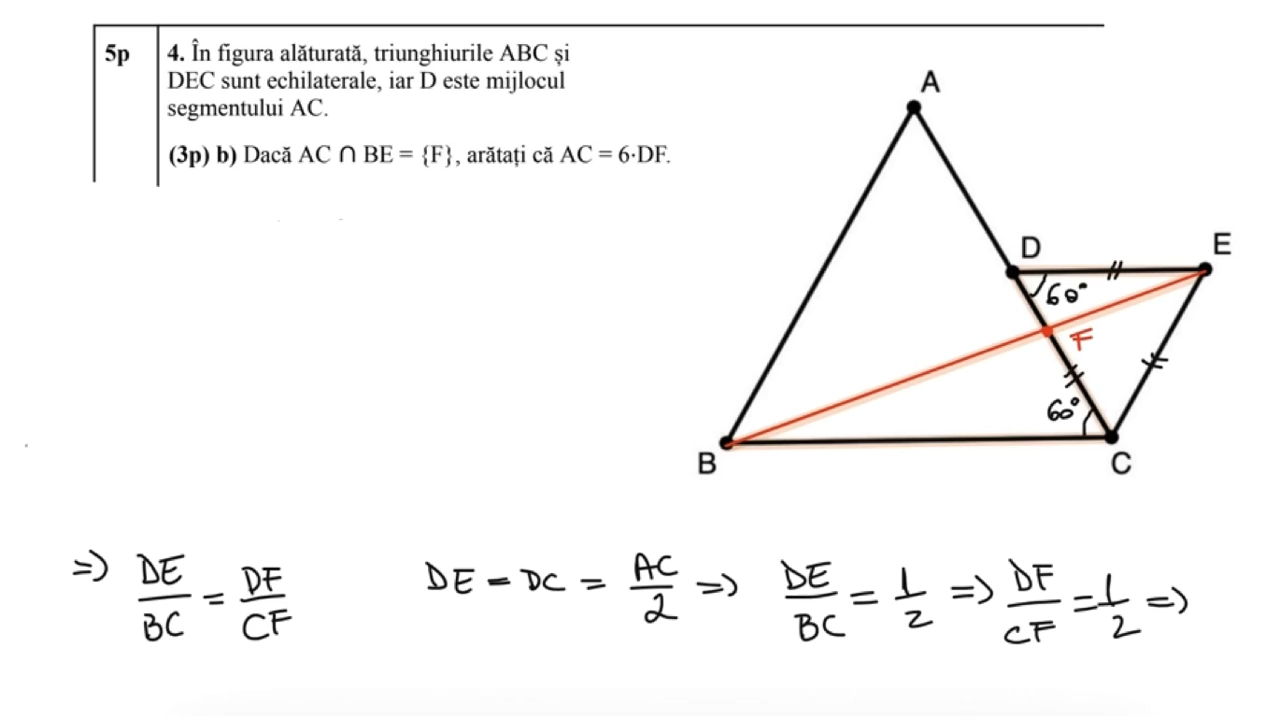 5p
4. În figura alăturată, triunghiurile ABC și
DEC sunt echilaterale, iar D este mijlocul
segmentului AC.
(3p) b) Dacă AC ∩ BE = {F}, arătați că AC = 6·DF.
A
D
E
60°
F
60°
B
C
=> DE/BC = DF/CF DE = DC = AC/2 => DE/BC = 1/2 => DF/CF = 1/2 =>